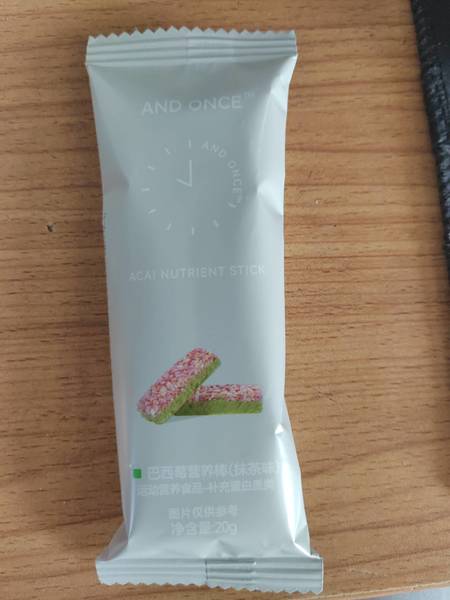 AND ONCE™
AND ONCE™
ACAI NUTRIENT STICK
巴西莓营养棒(抹茶味)
运动营养食品-补充蛋白质类
图片仅供参考
净含量:20g